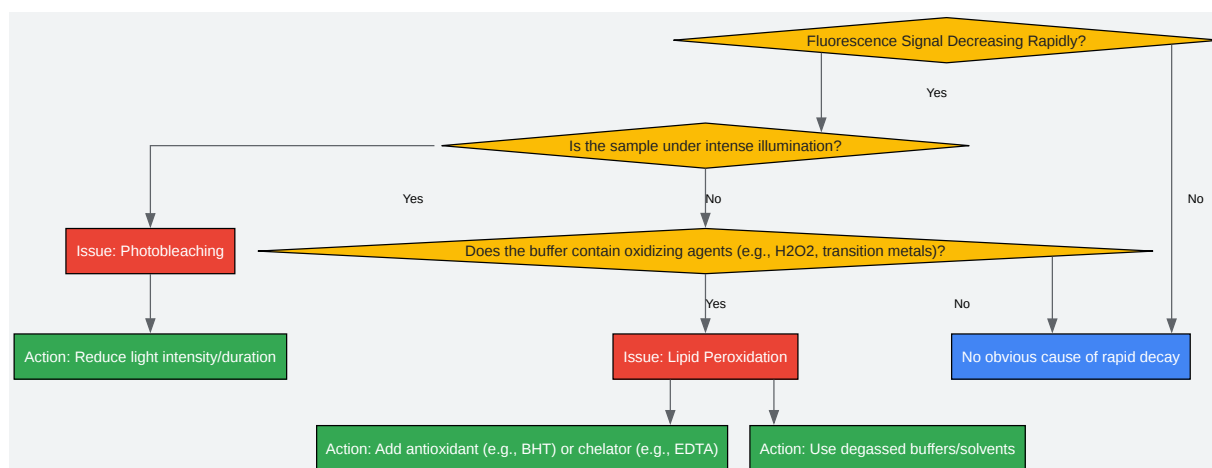 Fluorescence Signal Decreasing Rapidly?
Yes
Is the sample under intense illumination?
Yes
No
No
Issue: Photobleaching
Does the buffer contain oxidizing agents (e.g., H2O2, transition metals)?
Yes
No
Action: Reduce light intensity/duration
Issue: Lipid Peroxidation
No obvious cause of rapid decay
Action: Add antioxidant (e.g., BHT) or chelator (e.g., EDTA)
Action: Use degassed buffers/solvents